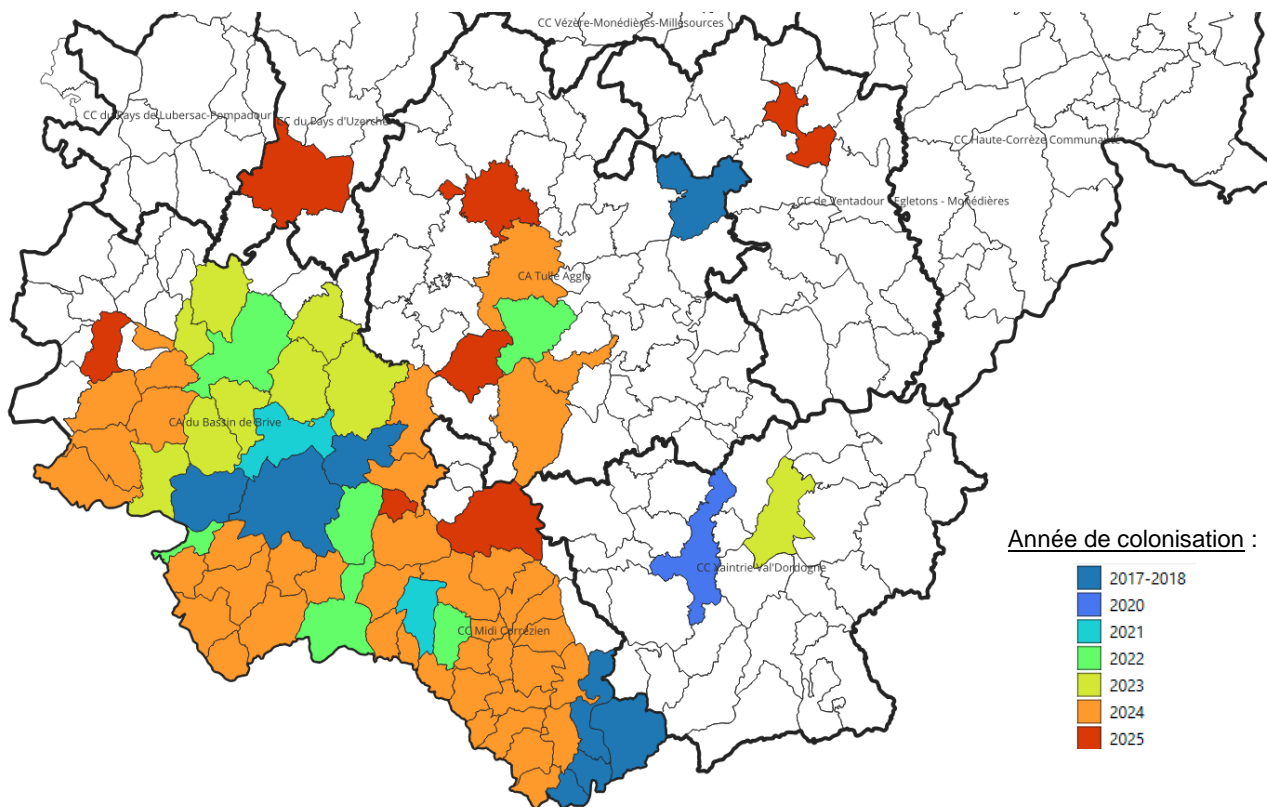 CC Vézère-Monédières-Millesources
CC du Pays de Lubersac-Pompadour
CC du Pays d'Uzerche
CC Haute-Corrèze Communauté
CC de Ventadour - Egletons - Monédières
CA Tulle Agglo
CA du Bassin de Brive
CC Xaintrie Val'Dordogne
CC Midi Corrézien
Année de colonisation :
2017-2018
2020
2021
2022
2023
2024
2025